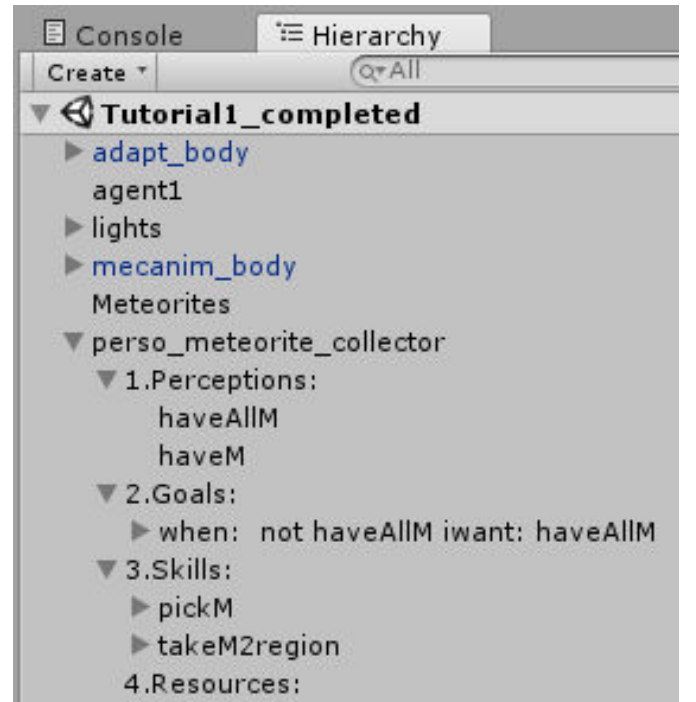 Console Hierarchy
Create All
Tutorial1_completed
adapt_body
agent1
lights
mecanim_body
Meteorites
perso_meteorite_collector
1.Perceptions:
haveAllM
haveM
2.Goals:
when: not haveAllM iwant: haveAllM
3.Skills:
pickM
takeM2region
4.Resources: